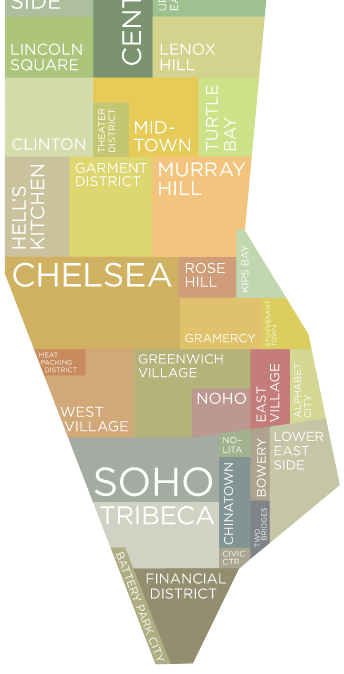 SIDE
CENT
LINCOLN
SQUARE
LENOX
HILL
CLINTON
THEATER
DISTRICT
MID-
TOWN
TURTLE
BAY
HELL'S
KITCHEN
GARMENT
DISTRICT
MURRAY
HILL
CHELSEA
ROSE
HILL
KIPS BAY
GRAMERCY
STUYVESANT
TOWN
MEAT
PACKING
DISTRICT
GREENWICH
VILLAGE
WEST
VILLAGE
NOHO
EAST
VILLAGE
ALPHABET
CITY
SOHO
NO-
LITA
BOWERY
LOWER
EAST
SIDE
TRIBECA
CHINATOWN
TWO
BRIDGES
CIVIC
CTR
BATTERY PARK CITY
FINANCIAL
DISTRICT